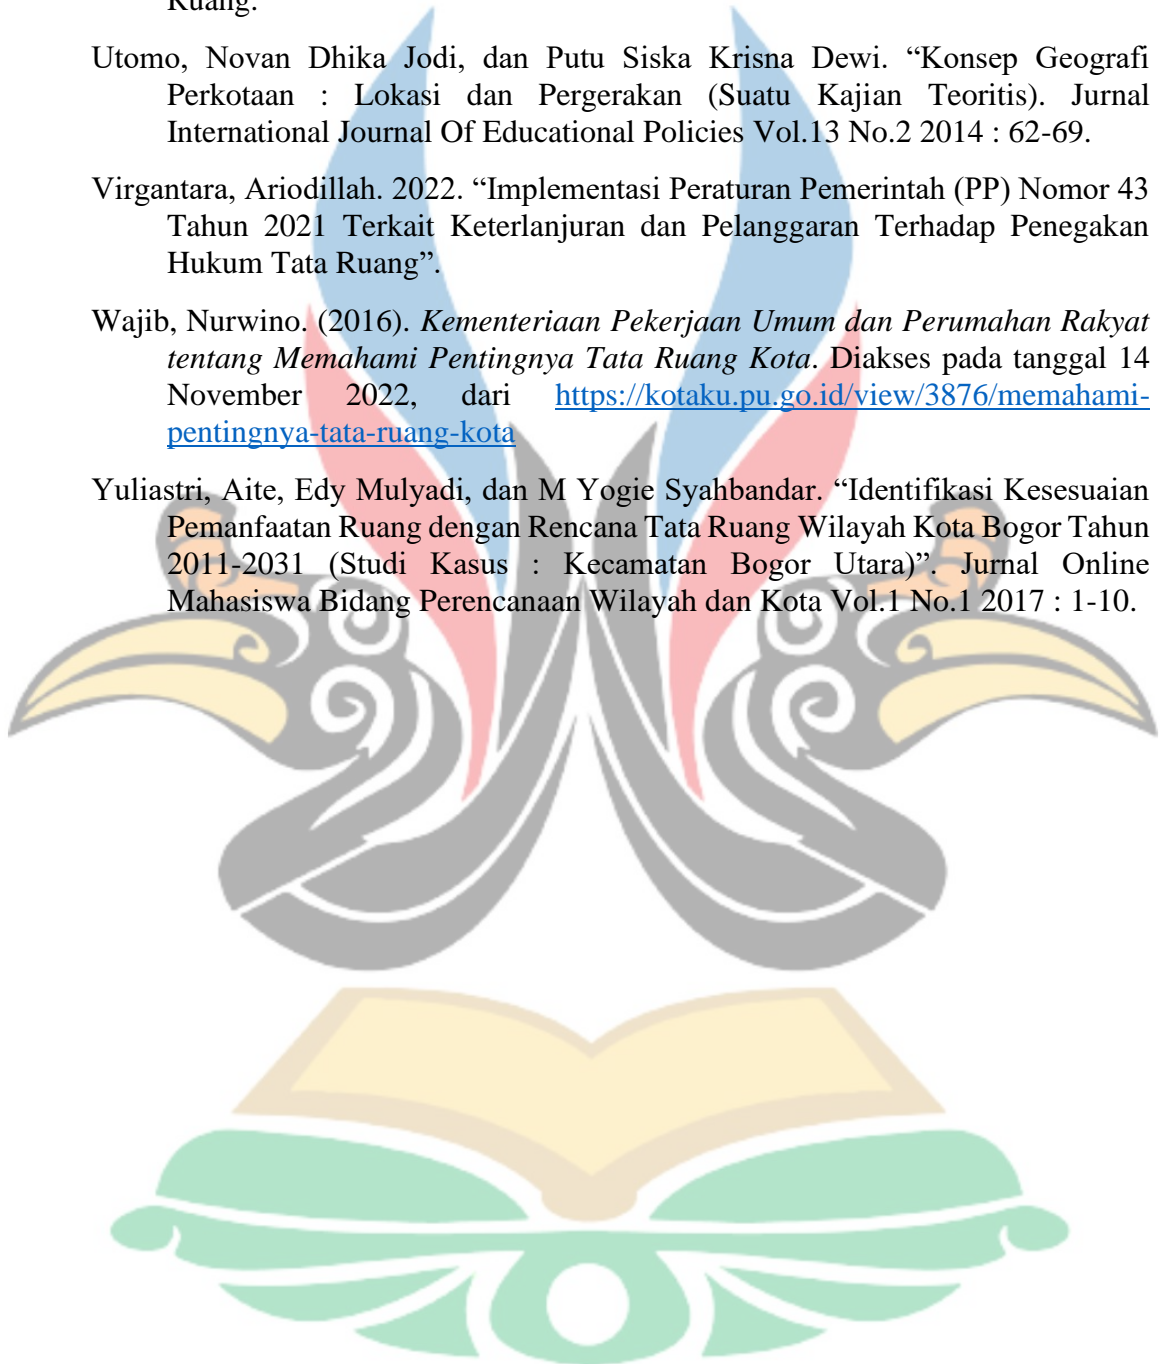 Ruang.
Utomo, Novan Dhika Jodi, dan Putu Siska Krisna Dewi. “Konsep Geografi
Perkotaan : Lokasi dan Pergerakan (Suatu Kajian Teoritis). Jurnal
International Journal Of Educational Policies Vol.13 No.2 2014 : 62-69.
Virgantara, Ariodillah. 2022. “Implementasi Peraturan Pemerintah (PP) Nomor 43
Tahun 2021 Terkait Keterlanjuran dan Pelanggaran Terhadap Penegakan
Hukum Tata Ruang”.
Wajib, Nurwino. (2016). Kementeriaan Pekerjaan Umum dan Perumahan Rakyat
tentang Memahami Pentingnya Tata Ruang Kota. Diakses pada tanggal 14
November 2022, dari https://kotaku.pu.go.id/view/3876/memahami-
pentingnya-tata-ruang-kota
Yuliastri, Aite, Edy Mulyadi, dan M Yogie Syahbandar. “Identifikasi Kesesuaian
Pemanfaatan Ruang dengan Rencana Tata Ruang Wilayah Kota Bogor Tahun
2011-2031 (Studi Kasus : Kecamatan Bogor Utara)”. Jurnal Online
Mahasiswa Bidang Perencanaan Wilayah dan Kota Vol.1 No.1 2017 : 1-10.